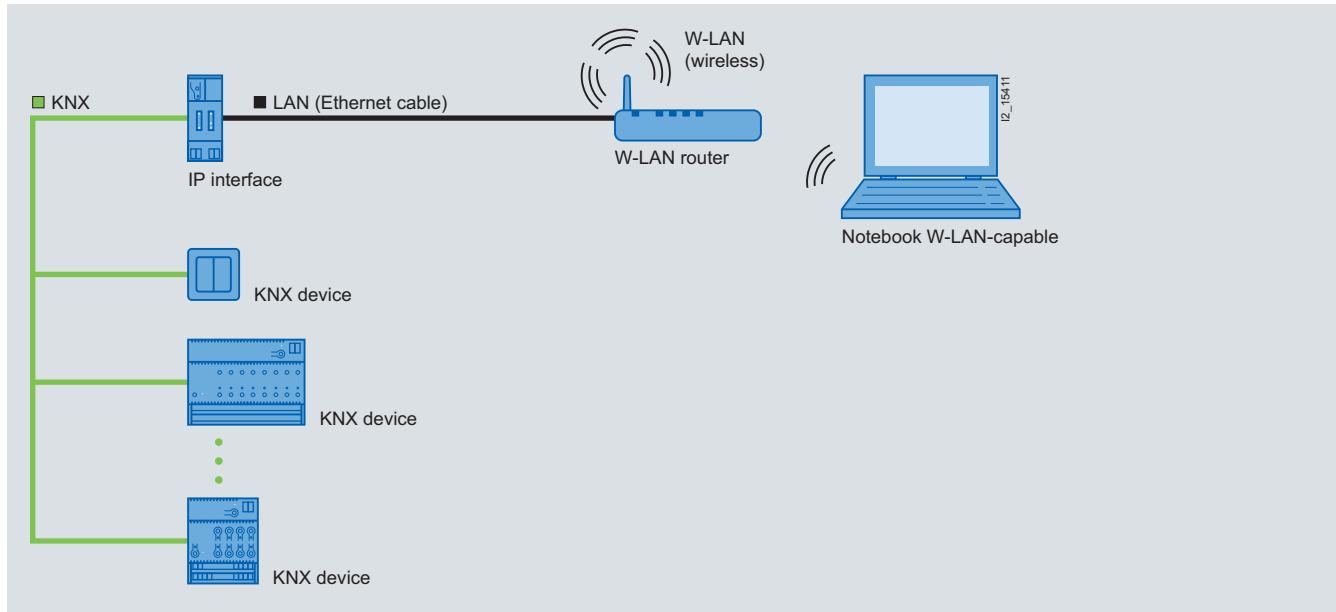 W-LAN
(wireless)
KNX
LAN (Ethernet cable)
I2_15411
W-LAN router
IP interface
Notebook W-LAN-capable
KNX device
KNX device
KNX device